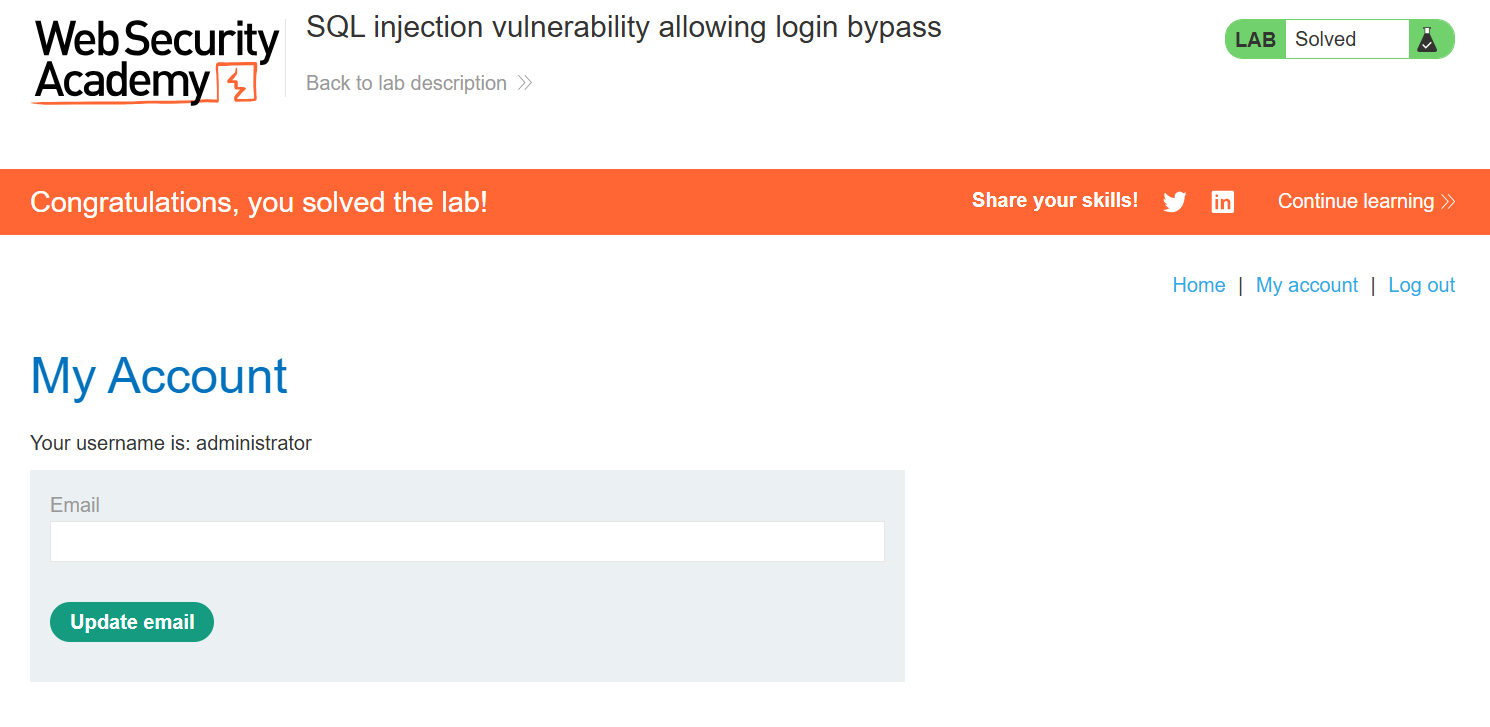 Web Security
Academy
SQL injection vulnerability allowing login bypass
Back to lab description
LAB Solved
Congratulations, you solved the lab!
Share your skills!
Continue learning
Home | My account | Log out
My Account
Your username is: administrator
Email
Update email